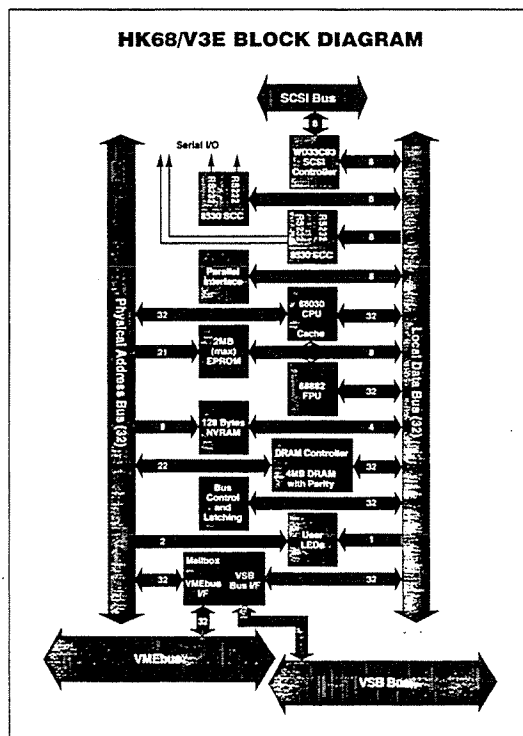 HK68/V3E BLOCK DIAGRAM
SCSI Bus
8
Serial I/O
WD33C93
SCSI
Controller
8
8530 SCC
8
8530 SCC
8
Parallel
Interface
8
Physical Address Bus (32)
Local Data Bus (32)
32
68030
CPU
Cache
32
21
2MB
(max)
EPROM
8
68882
FPU
32
8
128 Bytes
NVRAM
4
22
DRAM Controller
4MB DRAM
with Parity
32
Bus
Control
and
Latching
32
2
User
LEDs
1
Mailbox
32
VMEbus
I/F
VSB
Bus I/F
32
32
VMEbus
VSB Bus